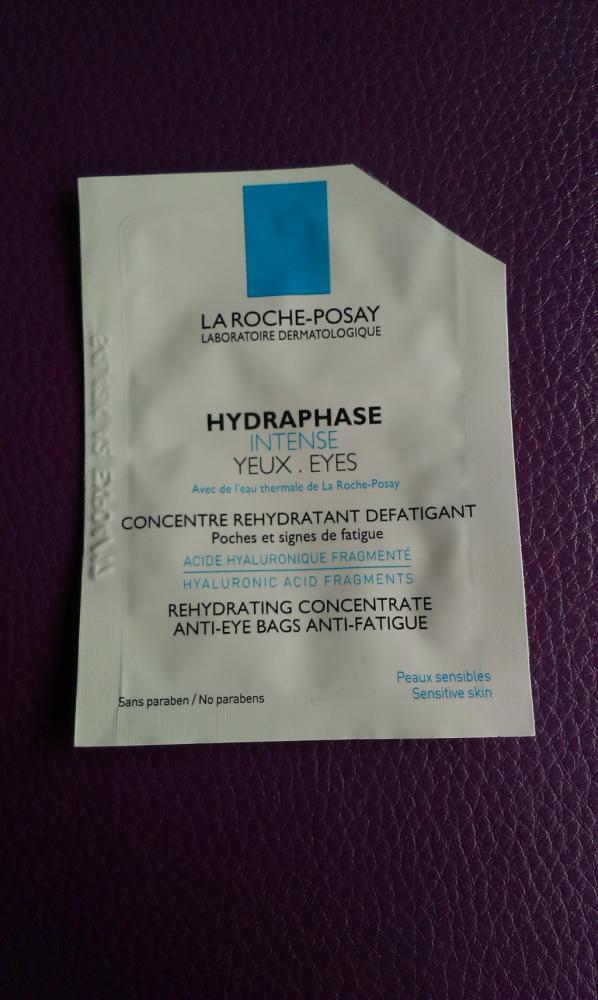 LA ROCHE-POSAY
LABORATOIRE DERMATOLOGIQUE
HYDRAPHASE
INTENSE
YEUX . EYES
Avec de l'eau thermale de La Roche-Posay
CONCENTRE REHYDRATANT DEFATIGANT
Poches et signes de fatigue
ACIDE HYALURONIQUE FRAGMENTÉ
HYALURONIC ACID FRAGMENTS
REHYDRATING CONCENTRATE
ANTI-EYE BAGS ANTI-FATIGUE
Peaux sensibles
Sensitive skin
Sans paraben / No parabens